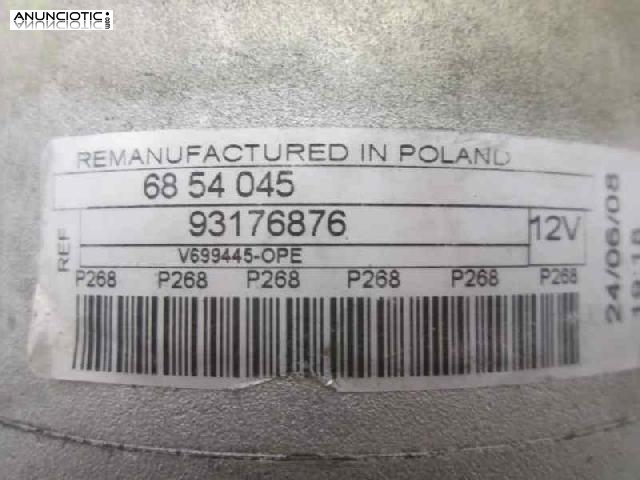 ANUNCIOTIC.es
REMANUFACTURED IN POLAND
68 54 045
REF
93176876
12V
V699445-OPE
P268 P268 P268 P268 P268 P268
24/06/08